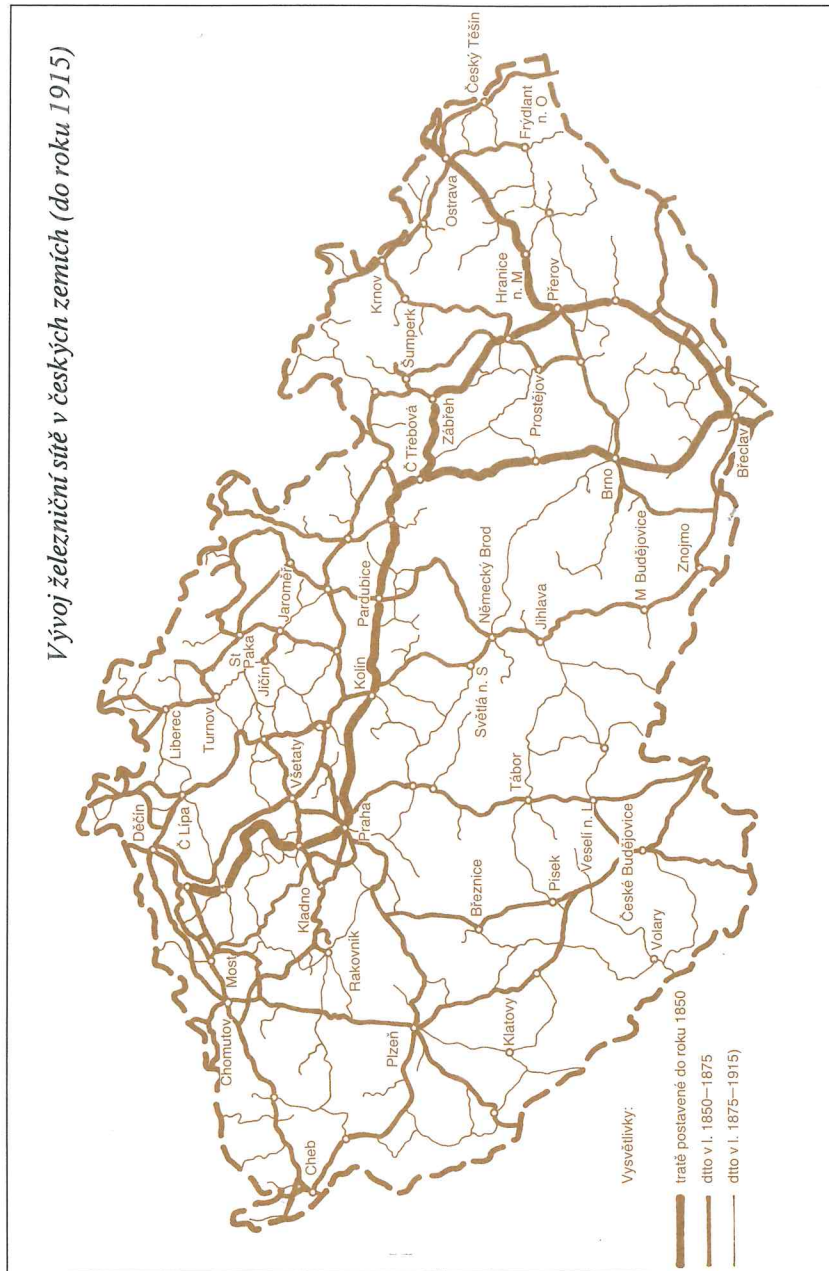 Vývoj železniční sítě v českých zemích (do roku 1915)
Děčín
Liberec
Č Lípa
Turnov
St
Paka
Jaroměř
Jičín
Most
Chomutov
Všetaty
Cheb
Kladno
Rakovník
Praha
Kolín
Pardubice
Č Třebová
Zábřeh
Šumperk
Krnov
Ostrava
Český Těšín
Frýdlant
n. O
Hranice
n. M
Přerov
Prostějov
Plzeň
Březnice
Klatovy
Písek
Tábor
Veselí n. L
České Budějovice
Volary
Světlá n. S
Německý Brod
Jihlava
M Budějovice
Znojmo
Brno
Břeclav
Vysvětlivky:
tratě postavené do roku 1850
dtto v l. 1850–1875
dtto v l. 1875–1915)